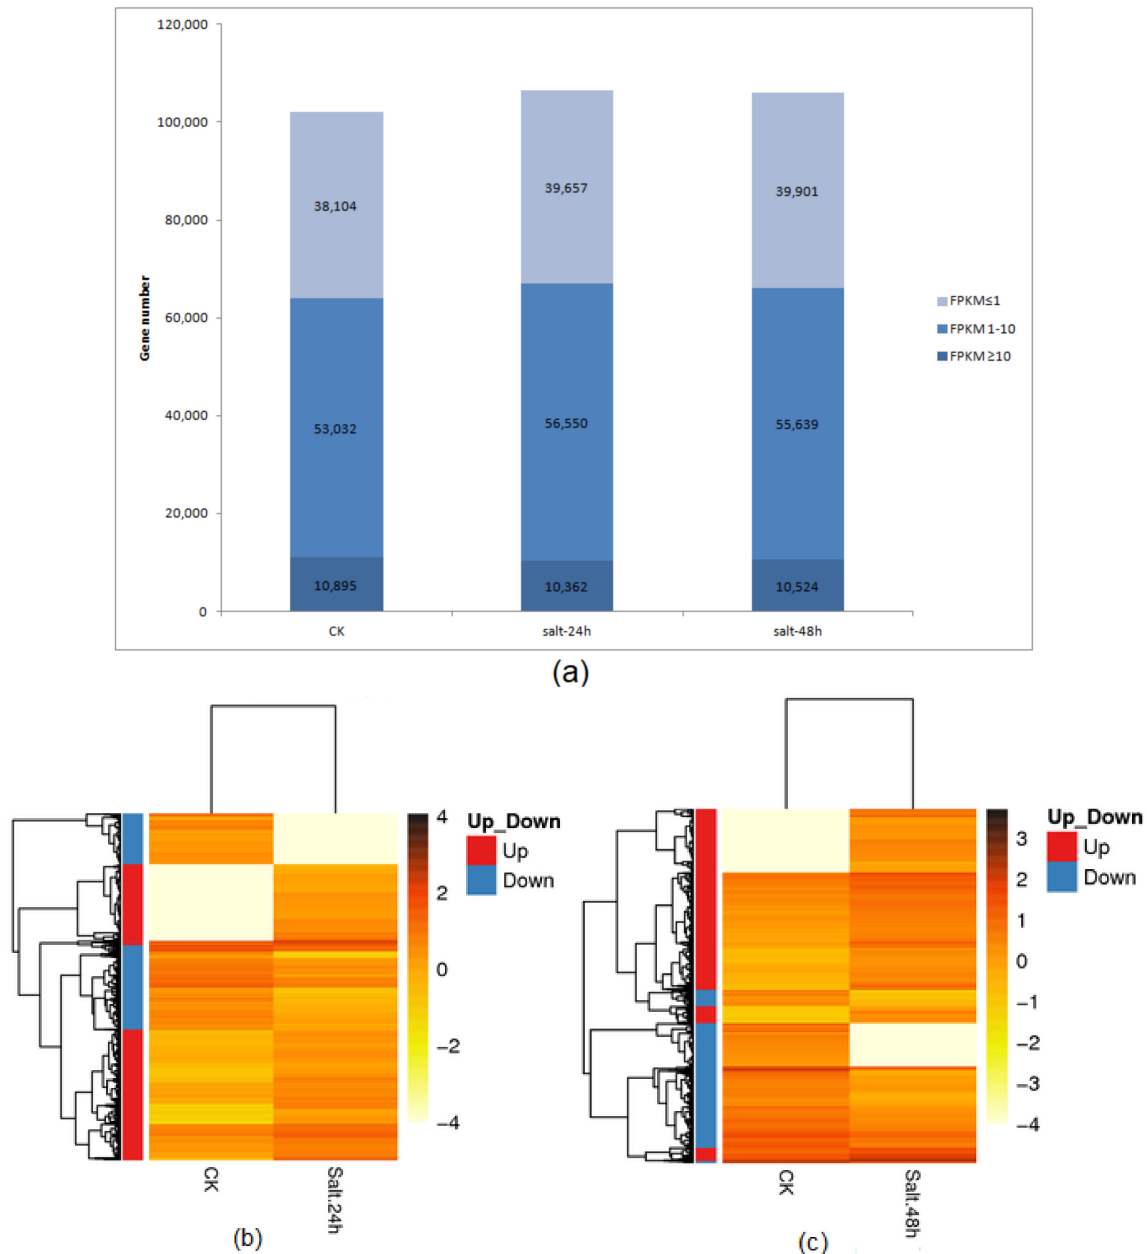 120,000
100,000
80,000
60,000
40,000
20,000
0
Gene number
38,104
53,032
10,895
39,657
56,550
10,362
39,901
55,639
10,524
CK
salt-24h
salt-48h
FPKM≤1
FPKM 1-10
FPKM ≥10
(a)
4
2
0
−2
−4
Up_Down
Up
Down
CK
Salt.24h
(b)
3
2
1
0
−1
−2
−3
−4
Up_Down
Up
Down
CK
Salt.48h
(c)